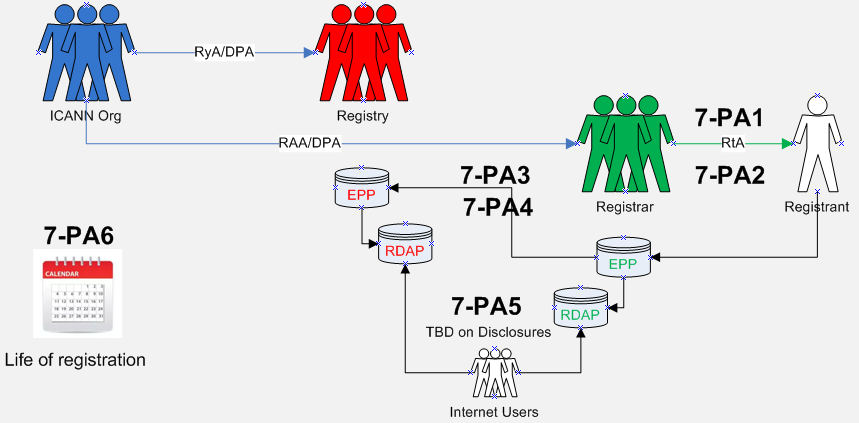 RyA/DPA
ICANN Org
Registry
7-PA1
RAA/DPA
RtA
7-PA3
7-PA2
EPP
7-PA4
Registrar
Registrant
7-PA6
RDAP
EPP
CALENDAR
7-PA5
RDAP
TBD on Disclosures
Life of registration
Internet Users